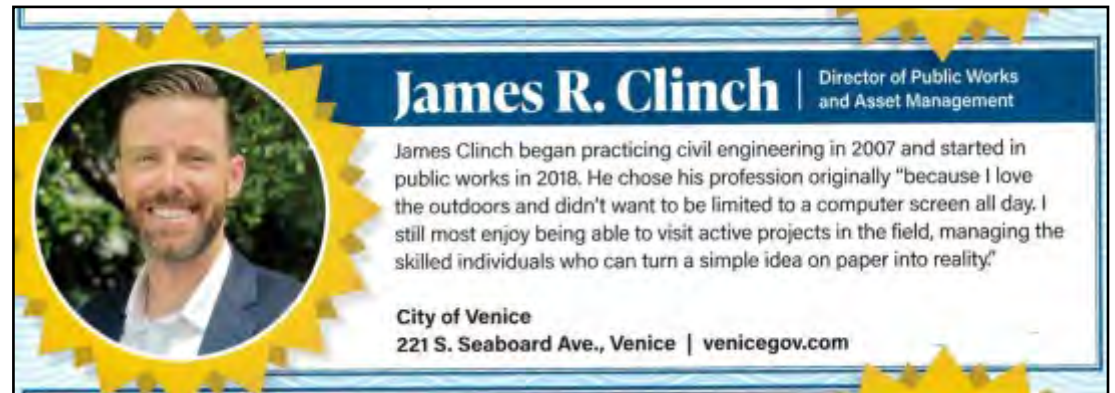 James R. Clinch | Director of Public Works
and Asset Management
James Clinch began practicing civil engineering in 2007 and started in
public works in 2018. He chose his profession originally “because I love
the outdoors and didn’t want to be limited to a computer screen all day. I
still most enjoy being able to visit active projects in the field, managing the
skilled individuals who can turn a simple idea on paper into reality.”
City of Venice
221 S. Seaboard Ave., Venice | venicegov.com